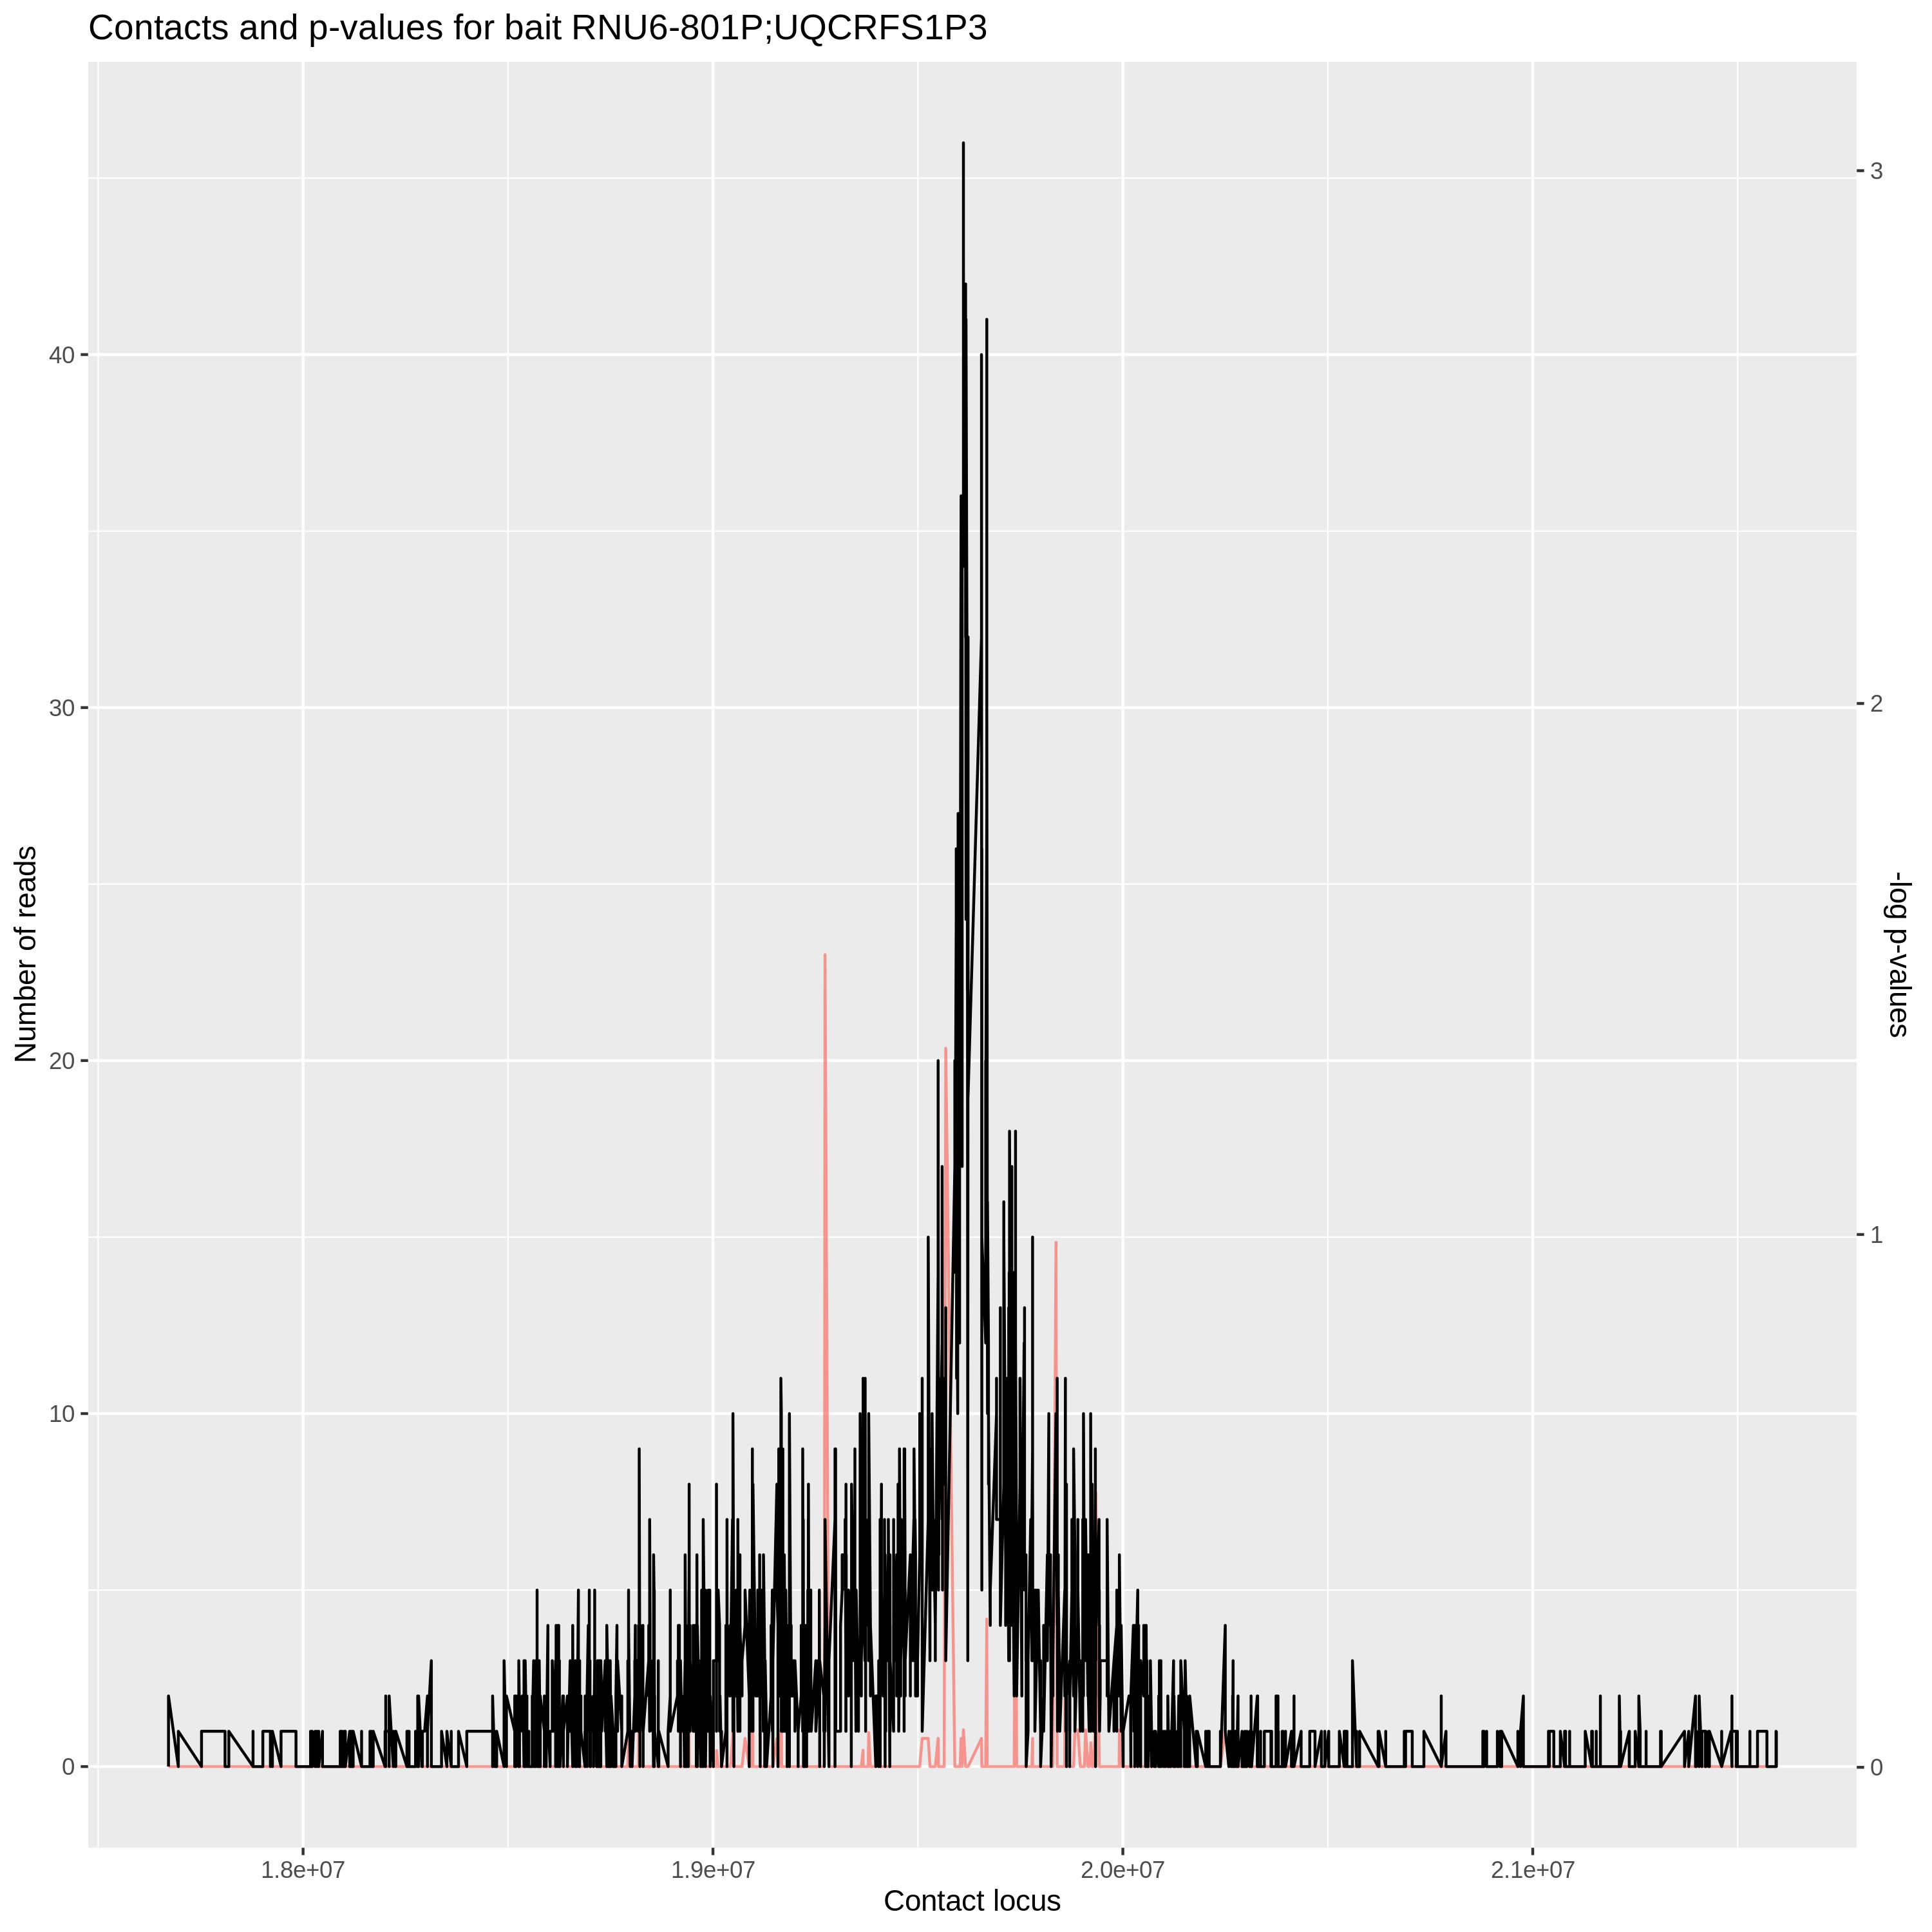 Contacts and p-values for bait RNU6-801P;UQCRFS1P3
Number of reads
40
30
20
10
0
3
2
1
0
-log p-values
1.8e+07
1.9e+07
2.0e+07
2.1e+07
Contact locus